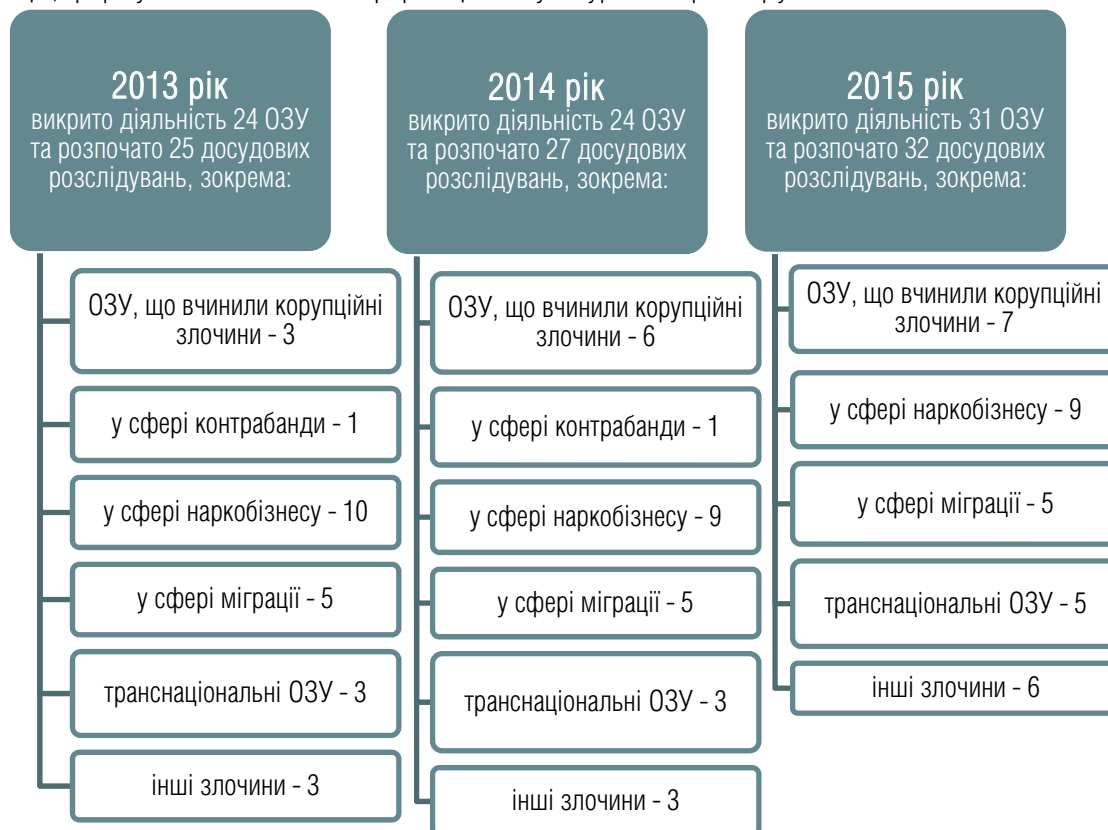 2013 рік
викрито діяльність 24 ОЗУ
та розпочато 25 досудових
розслідувань, зокрема:
ОЗУ, що вчинили корупційні
злочини - 3
у сфері контрабанди - 1
у сфері наркобізнесу - 10
у сфері міграції - 5
транснаціональні ОЗУ - 3
інші злочини - 3
2014 рік
викрито діяльність 24 ОЗУ
та розпочато 27 досудових
розслідувань, зокрема:
ОЗУ, що вчинили корупційні
злочини - 6
у сфері контрабанди - 1
у сфері наркобізнесу - 9
у сфері міграції - 5
транснаціональні ОЗУ - 3
інші злочини - 3
2015 рік
викрито діяльність 31 ОЗУ
та розпочато 32 досудових
розслідувань, зокрема:
ОЗУ, що вчинили корупційні
злочини - 7
у сфері наркобізнесу - 9
у сфері міграції - 5
транснаціональні ОЗУ - 5
інші злочини - 6